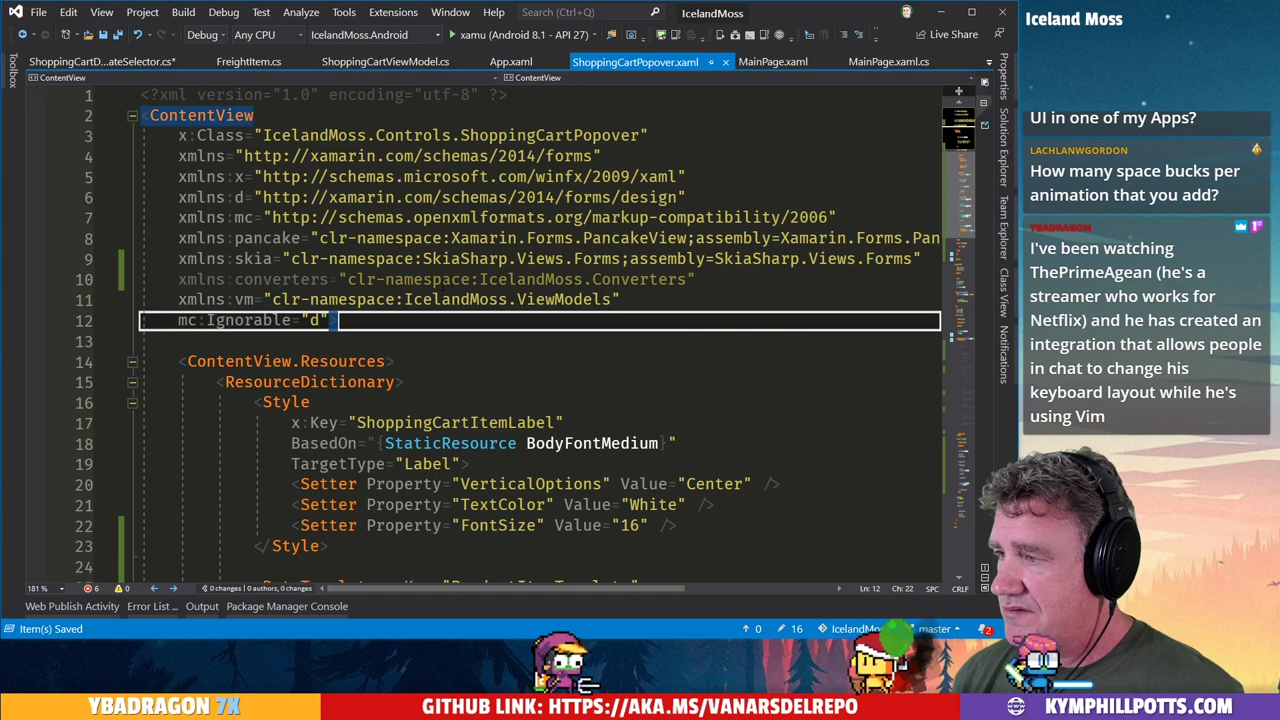 File Edit View Git Project Build Debug Test Analyze Tools Extensions Window Help Search (Ctrl+Q) IcelandMoss
Debug Any CPU IcelandMoss.Android xamu (Android 8.1 - API 27) Live Share
ShoppingCartD...ateSelector.cs* FreightItem.cs ShoppingCartViewModel.cs App.xaml ShoppingCartPopover.xaml MainPage.xaml MainPage.xaml.cs
ContentView ContentView
Toolbox
1 <?xml version="1.0" encoding="utf-8" ?>
2 <ContentView
3 x:Class="IcelandMoss.Controls.ShoppingCartPopover"
4 xmlns="http://xamarin.com/schemas/2014/forms"
5 xmlns:x="http://schemas.microsoft.com/winfx/2009/xaml"
6 xmlns:d="http://xamarin.com/schemas/2014/forms/design"
7 xmlns:mc="http://schemas.openxmlformats.org/markup-compatibility/2006"
8 xmlns:pancake="clr-namespace:Xamarin.Forms.PancakeView;assembly=Xamarin.Forms.Pan
9 xmlns:skia="clr-namespace:SkiaSharp.Views.Forms;assembly=SkiaSharp.Views.Forms"
10 xmlns:converters="clr-namespace:IcelandMoss.Converters"
11 xmlns:vm="clr-namespace:IcelandMoss.ViewModels"
12 mc:Ignorable="d">
13
14 <ContentView.Resources>
15 <ResourceDictionary>
16 <Style
17 x:Key="ShoppingCartItemLabel"
18 BasedOn="{StaticResource BodyFontMedium}"
19 TargetType="Label">
20 <Setter Property="VerticalOptions" Value="Center" />
21 <Setter Property="TextColor" Value="White" />
22 <Setter Property="FontSize" Value="16" />
23 </Style>
24
Properties
Solution Explorer
Team Explorer
Notifications
181 % 6 0 0 changes | 0 authors, 0 changes Ln: 12 Ch: 22 SPC CRLF
Web Publish Activity Error List ... Output Package Manager Console
Item(s) Saved 0 16 IcelandMoss master 2
Iceland Moss
UI in one of my Apps?
LACHLANWGORDON
How many space bucks per
animation that you add?
YBADRAGON
I've been watching
ThePrimeAgean (he's a
streamer who works for
Netflix) and he has created an
integration that allows people
in chat to change his
keyboard layout while he's
using Vim
YBADRAGON 7X
GITHUB LINK: HTTPS://AKA.MS/VANARSDELREPO
KYMPHILLPOTTS.COM